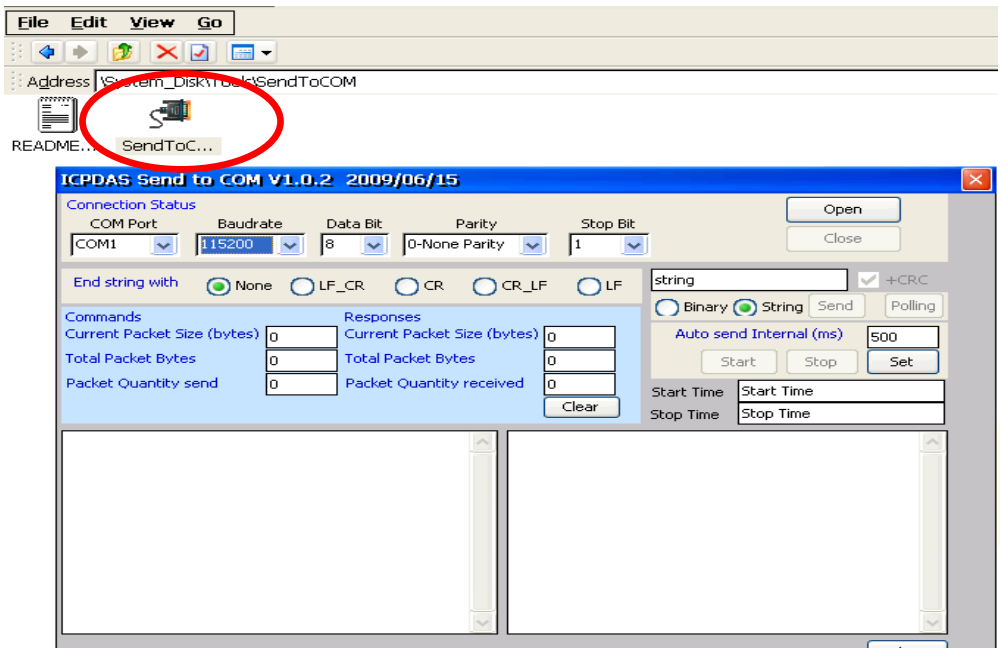 File Edit View Go
Address \System_Disk\Tools\SendToCOM
README... SendToC...
ICPDAS Send to COM V1.0.2 2009/06/15
Connection Status
COM Port Baudrate Data Bit Parity Stop Bit
COM1 115200 8 0-None Parity 1
Open
Close
End string with None LF_CR CR CR_LF LF
string +CRC
Binary String Send Polling
Commands Responses
Current Packet Size (bytes) 0 Current Packet Size (bytes) 0
Total Packet Bytes 0 Total Packet Bytes 0
Packet Quantity send 0 Packet Quantity received 0
Clear
Auto send Internal (ms) 500
Start Stop Set
Start Time Start Time
Stop Time Stop Time